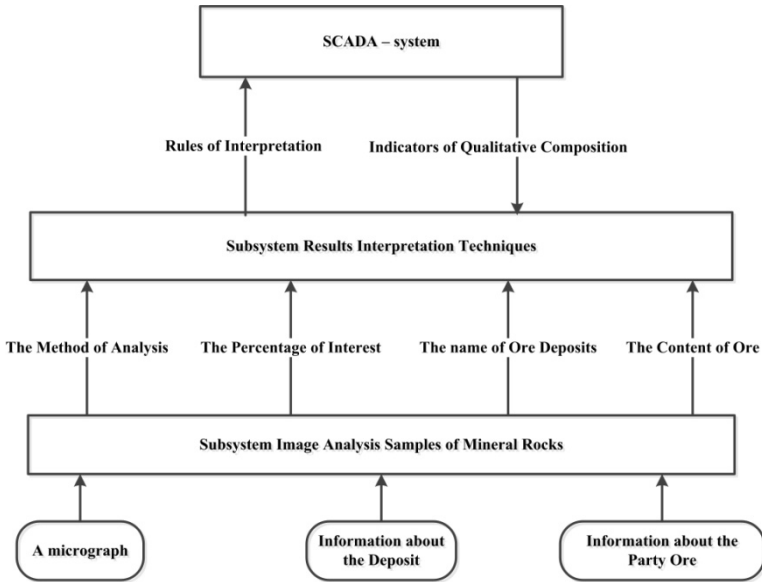 SCADA – system
Rules of Interpretation
Indicators of Qualitative Composition
Subsystem Results Interpretation Techniques
The Method of Analysis
The Percentage of Interest
The name of Ore Deposits
The Content of Ore
Subsystem Image Analysis Samples of Mineral Rocks
A micrograph
Information about
the Deposit
Information about the
Party Ore